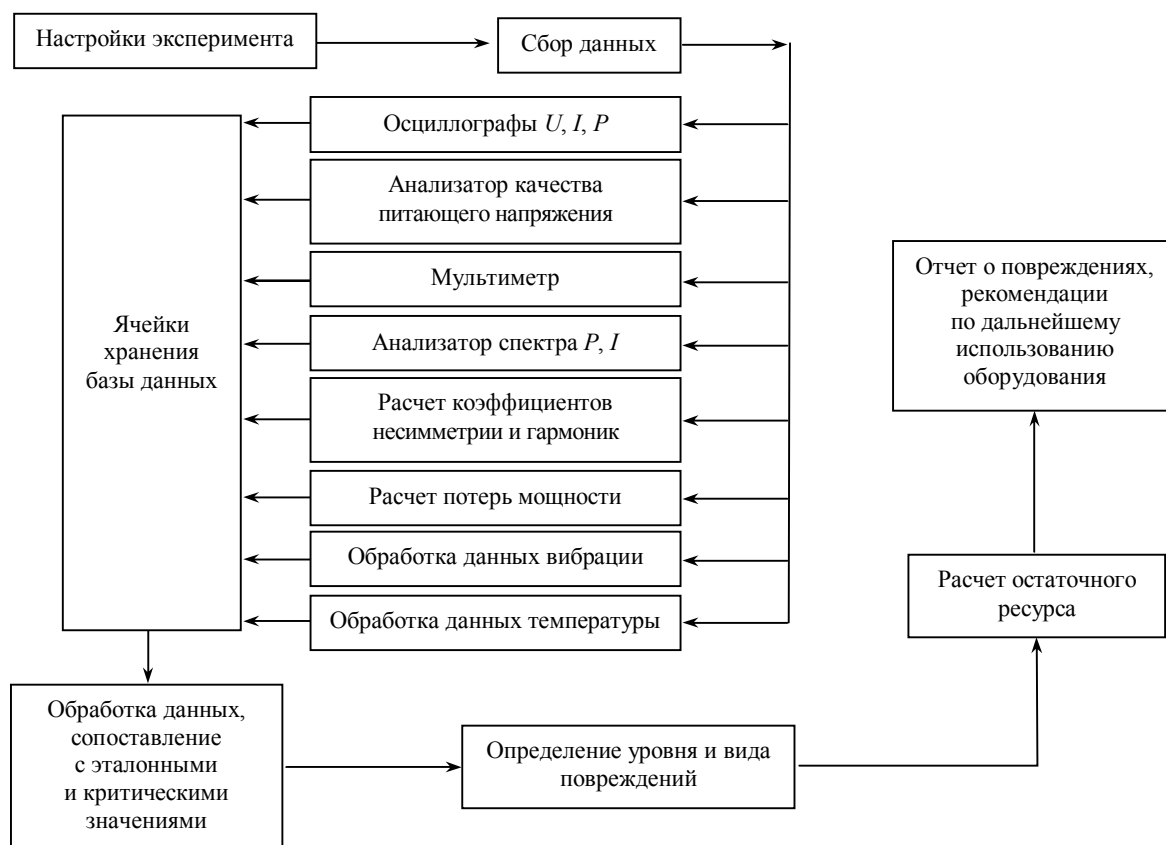 Настройки эксперимента
Сбор данных
Осциллографы U, I, P
Анализатор качества
питающего напряжения
Мультиметр
Анализатор спектра P, I
Расчет коэффициентов
несимметрии и гармоник
Расчет потерь мощности
Обработка данных вибрации
Обработка данных температуры
Ячейки
хранения
базы данных
Обработка данных,
сопоставление
с эталонными
и критическими
значениями
Определение уровня и вида
повреждений
Расчет остаточного
ресурса
Отчет о повреждениях,
рекомендации
по дальнейшему
использованию
оборудования